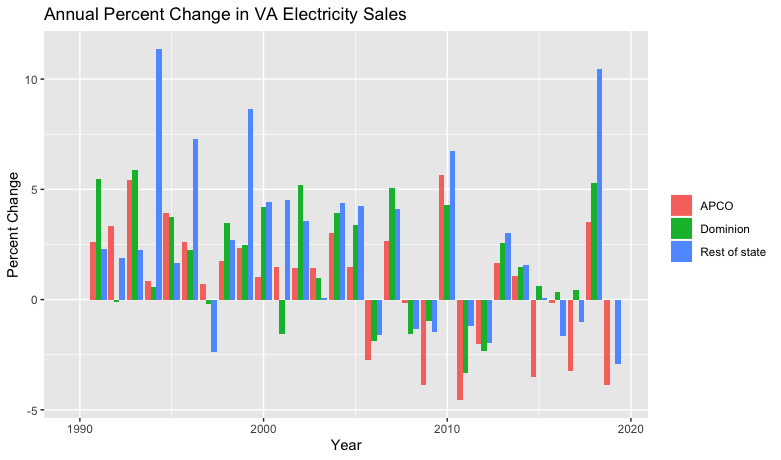 Annual Percent Change in VA Electricity Sales
Percent Change
10
5
0
-5
1990
2000
2010
2020
Year
APCO
Dominion
Rest of state